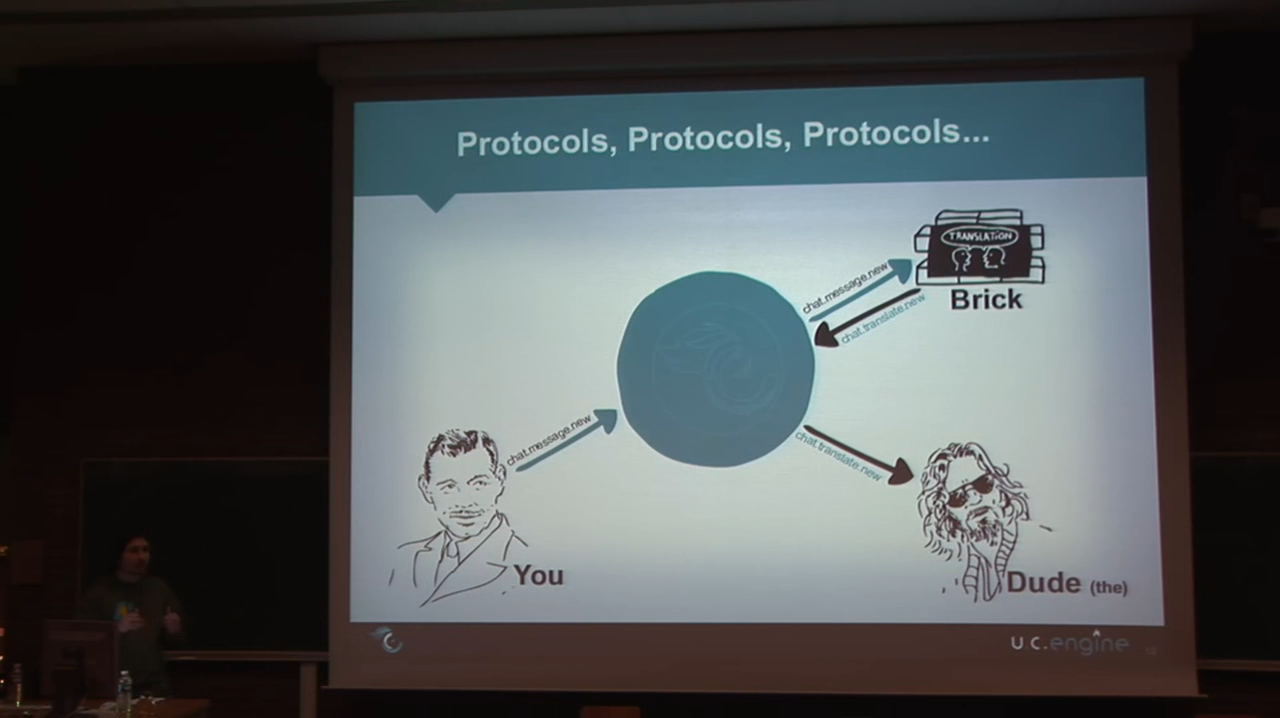 Protocols, Protocols, Protocols...
TRANSLATION
Brick
chat.message.new
chat.translate.new
chat.message.new
chat.translate.new
You
Dude (the)
u.c.engine